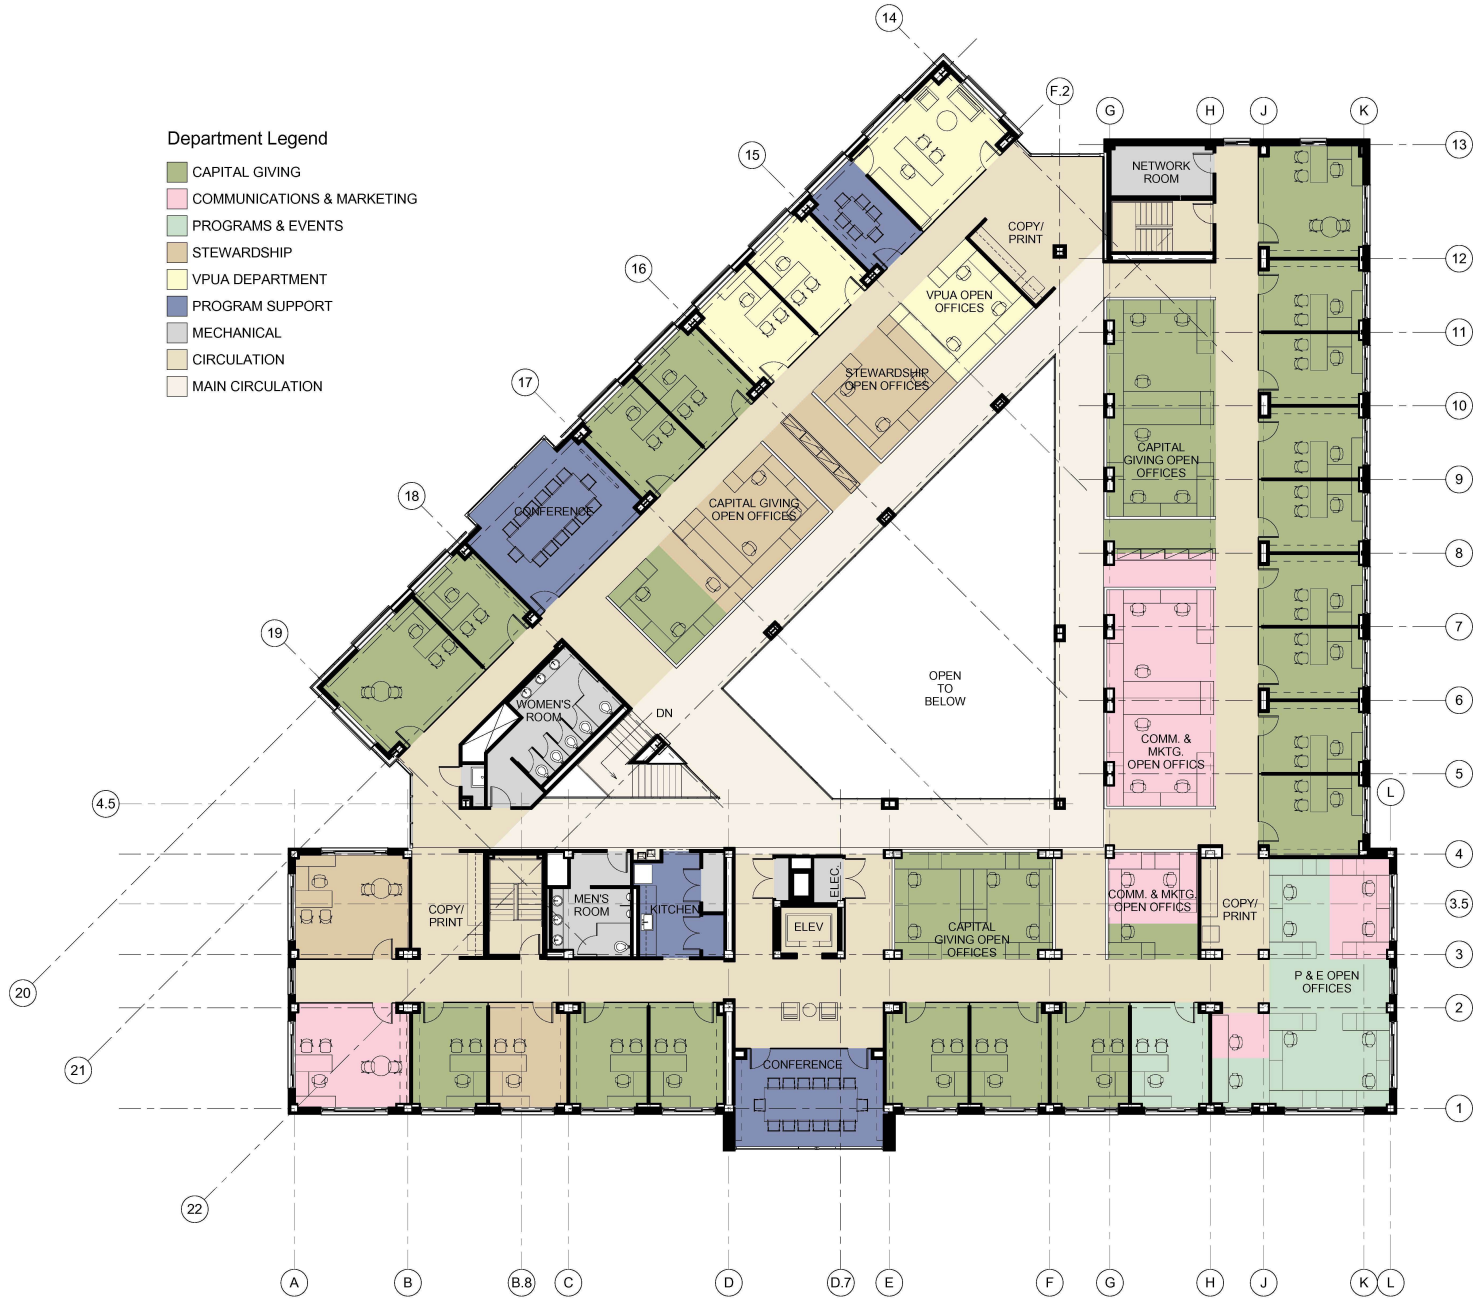 14
F.2
G
H
J
K
Department Legend
CAPITAL GIVING
COMMUNICATIONS & MARKETING
PROGRAMS & EVENTS
STEWARDSHIP
VPUA DEPARTMENT
PROGRAM SUPPORT
MECHANICAL
CIRCULATION
MAIN CIRCULATION
13
15
NETWORK
ROOM
COPY/
PRINT
12
16
VPUA OPEN
OFFICES
11
17
STEWARDSHIP
OPEN OFFICES
10
CAPITAL
GIVING OPEN
OFFICES
9
18
CONFERENCE
CAPITAL GIVING
OPEN OFFICES
8
19
7
OPEN
TO
BELOW
WOMEN'S
ROOM
DN
6
COMM. &
MKTG.
OPEN OFFICS
5
4.5
L
4
ELEC.
MEN'S
ROOM
COPY/
PRINT
KITCHEN
COMM. & MKTG.
OPEN OFFICS
COPY/
PRINT
3.5
ELEV
CAPITAL
GIVING OPEN
OFFICES
3
P & E OPEN
OFFICES
20
2
21
CONFERENCE
1
22
A
B
B.8
C
D
D.7
E
F
G
H
J
K
L